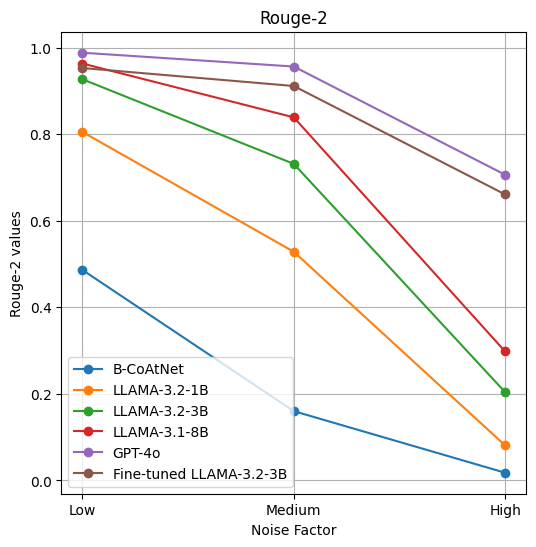 Rouge-2
1.0
0.8
0.6
0.4
0.2
0.0
Rouge-2 values
B-CoAtNet
LLAMA-3.2-1B
LLAMA-3.2-3B
LLAMA-3.1-8B
GPT-4o
Fine-tuned LLAMA-3.2-3B
Low
Medium
High
Noise Factor